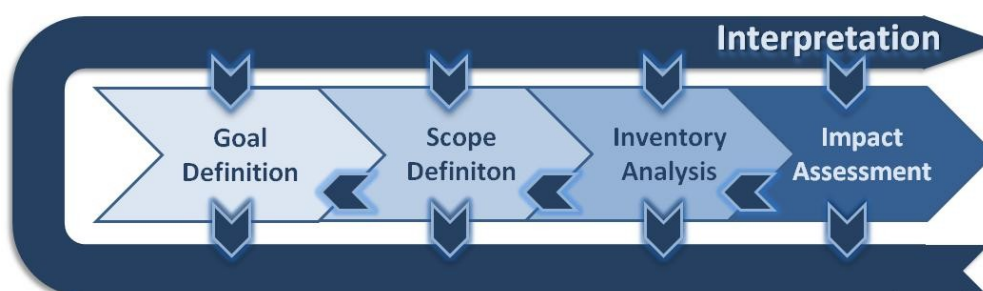 Interpretation
Goal
Definition
Scope
Definiton
Inventory
Analysis
Impact
Assessment